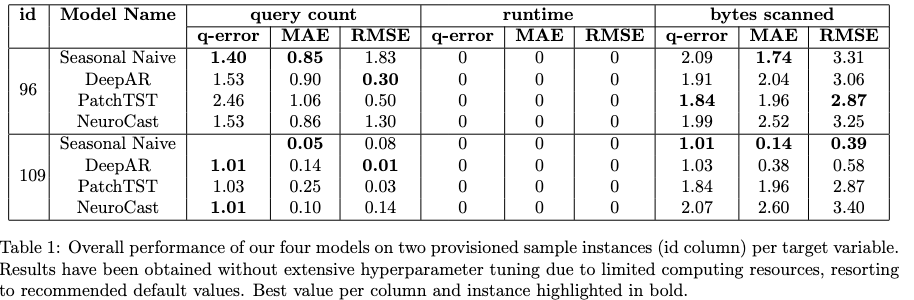 id Model Name query count runtime bytes scanned
q-error MAE RMSE q-error MAE RMSE q-error MAE RMSE
96 Seasonal Naive 1.40 0.85 1.83 0 0 0 2.09 1.74 3.31
DeepAR 1.53 0.90 0.30 0 0 0 1.91 2.04 3.06
PatchTST 2.46 1.06 0.50 0 0 0 1.84 1.96 2.87
NeuroCast 1.53 0.86 1.30 0 0 0 1.99 2.52 3.25
109 Seasonal Naive 0.05 0.08 0 0 0 1.01 0.14 0.39
DeepAR 1.01 0.14 0.01 0 0 0 1.03 0.38 0.58
PatchTST 1.03 0.25 0.03 0 0 0 1.84 1.96 2.87
NeuroCast 1.01 0.10 0.14 0 0 0 2.07 2.60 3.40
Table 1: Overall performance of our four models on two provisioned sample instances (id column) per target variable.
Results have been obtained without extensive hyperparameter tuning due to limited computing resources, resorting
to recommended default values. Best value per column and instance highlighted in bold.